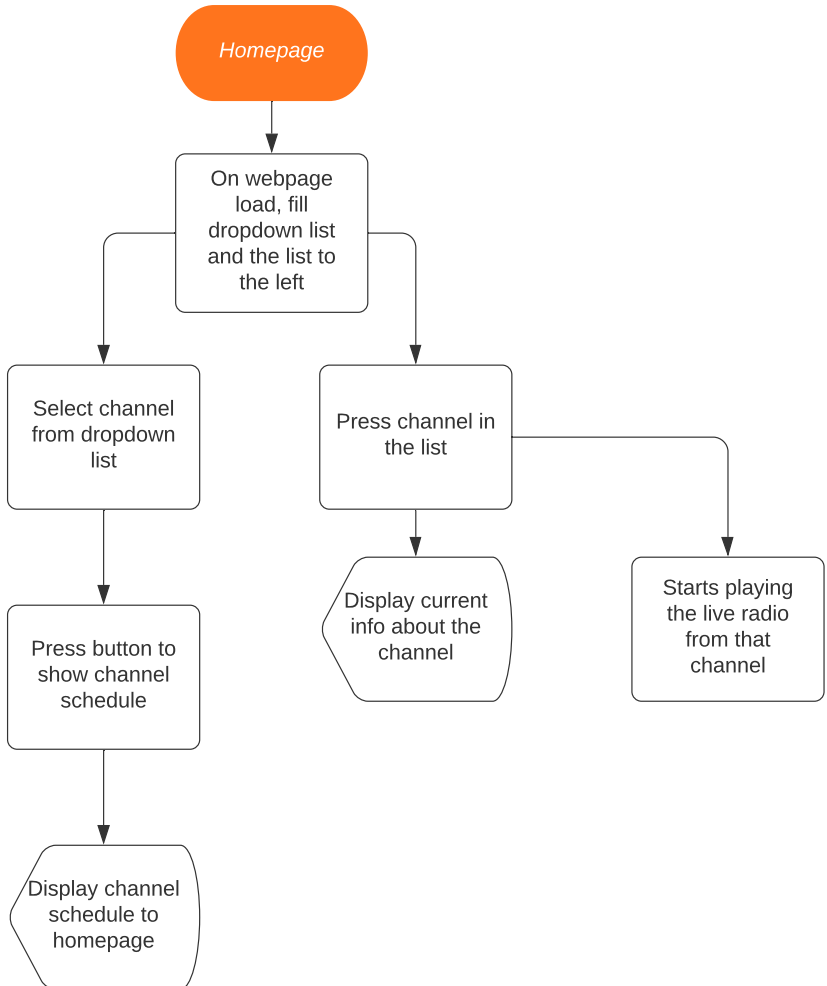 Homepage
On webpage
load, fill
dropdown list
and the list to
the left
Select channel
from dropdown
list
Press channel in
the list
Display current
info about the
channel
Starts playing
the live radio
from that
channel
Press button to
show channel
schedule
Display channel
schedule to
homepage